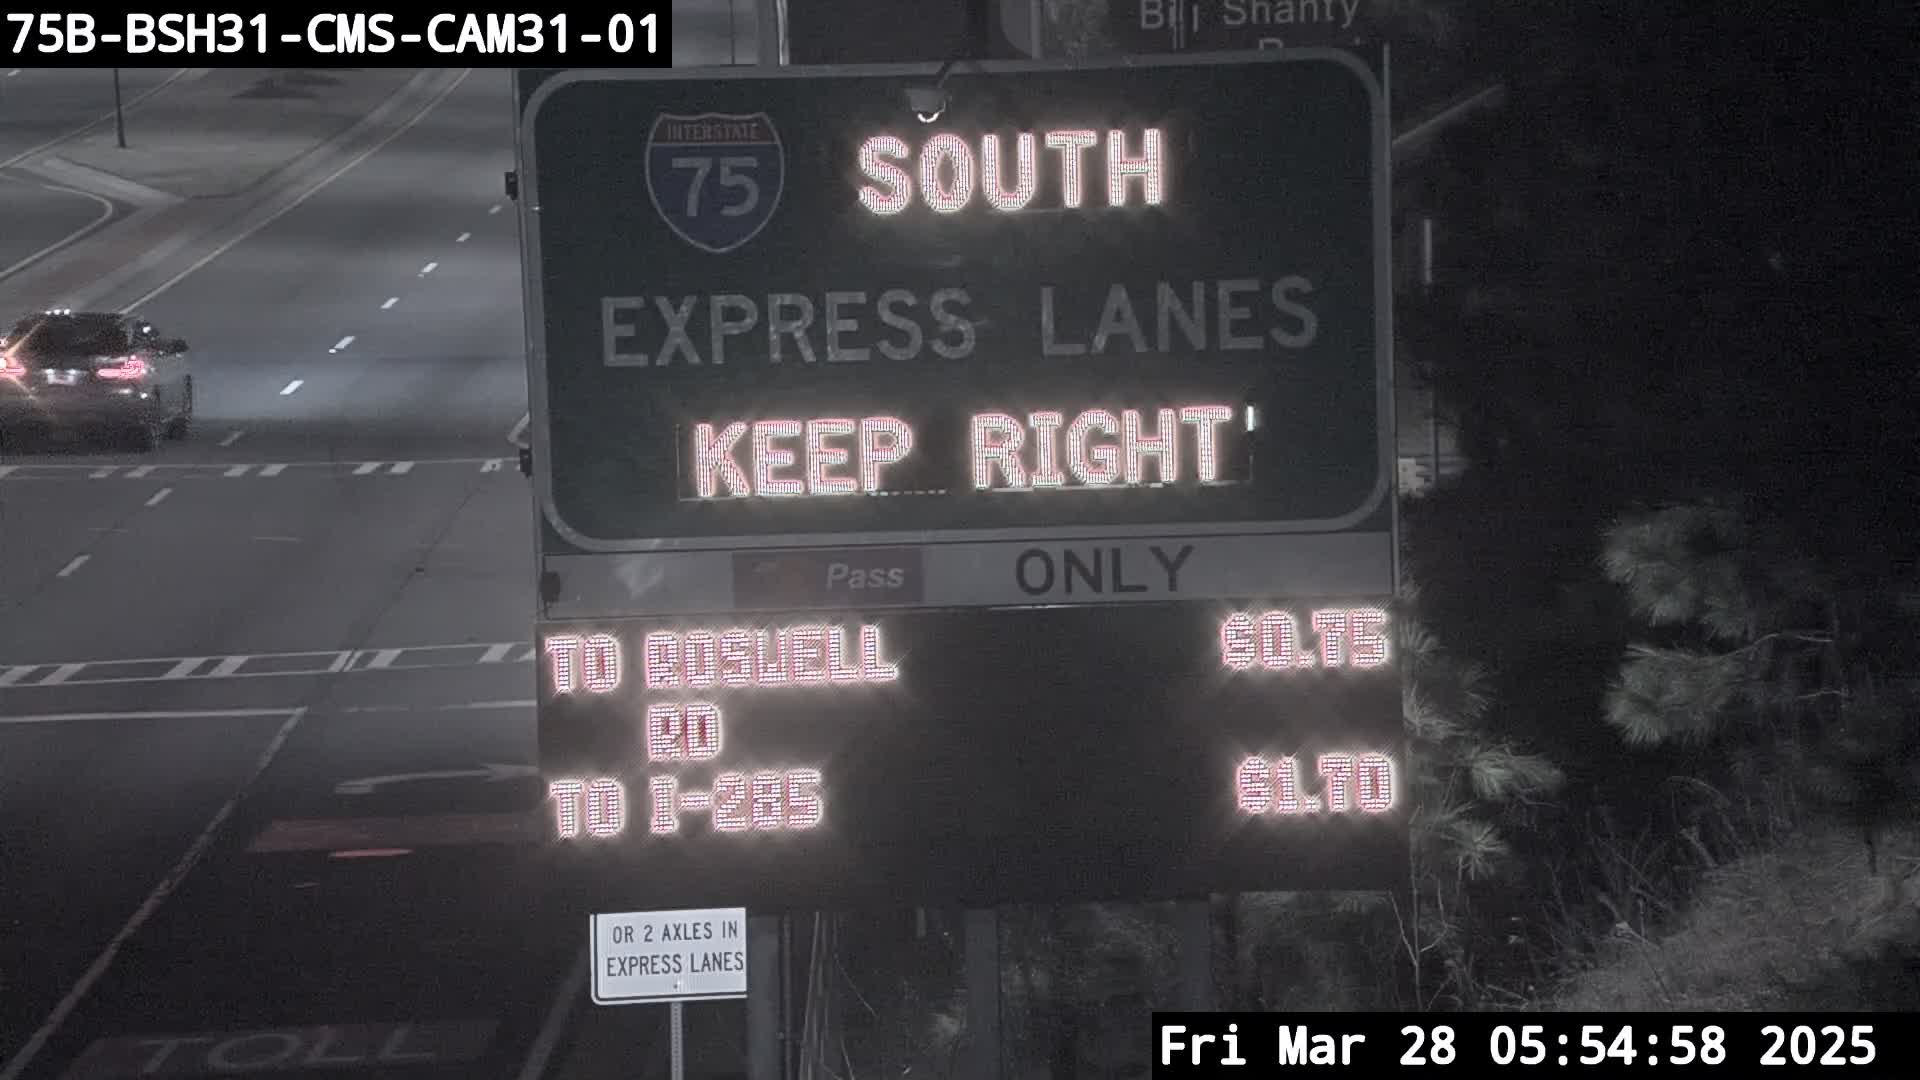 75B-BSH31-CMS-CAM31-01
Shanty
INTERSTATE
75
SOUTH
EXPRESS LANES
KEEP RIGHT
Pass ONLY
TO ROSWELL $0.75
RD
TO I-285 $1.70
OR 2 AXLES IN
EXPRESS LANES
TOLL
Fri Mar 28 05:54:58 2025